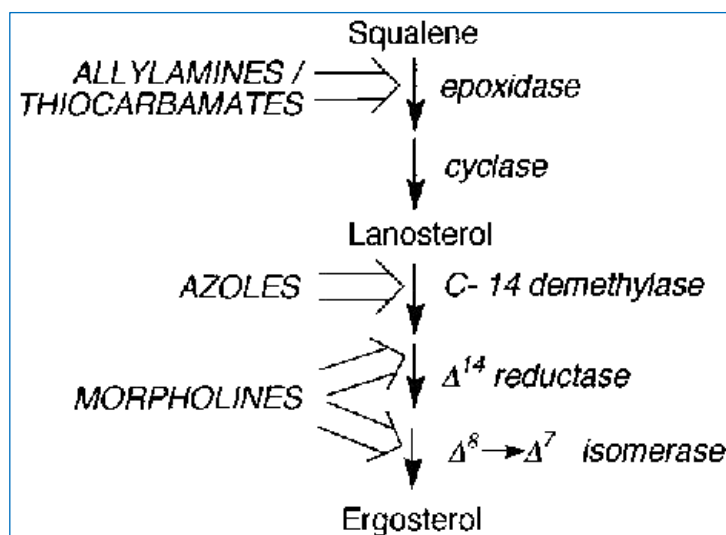 Squalene
ALLYLAMINES /
THIOCARBAMATES
epoxidase
cyclase
Lanosterol
AZOLES
C- 14 demethylase
Δ¹⁴ reductase
MORPHOLINES
Δ⁸→Δ⁷ isomerase
Ergosterol